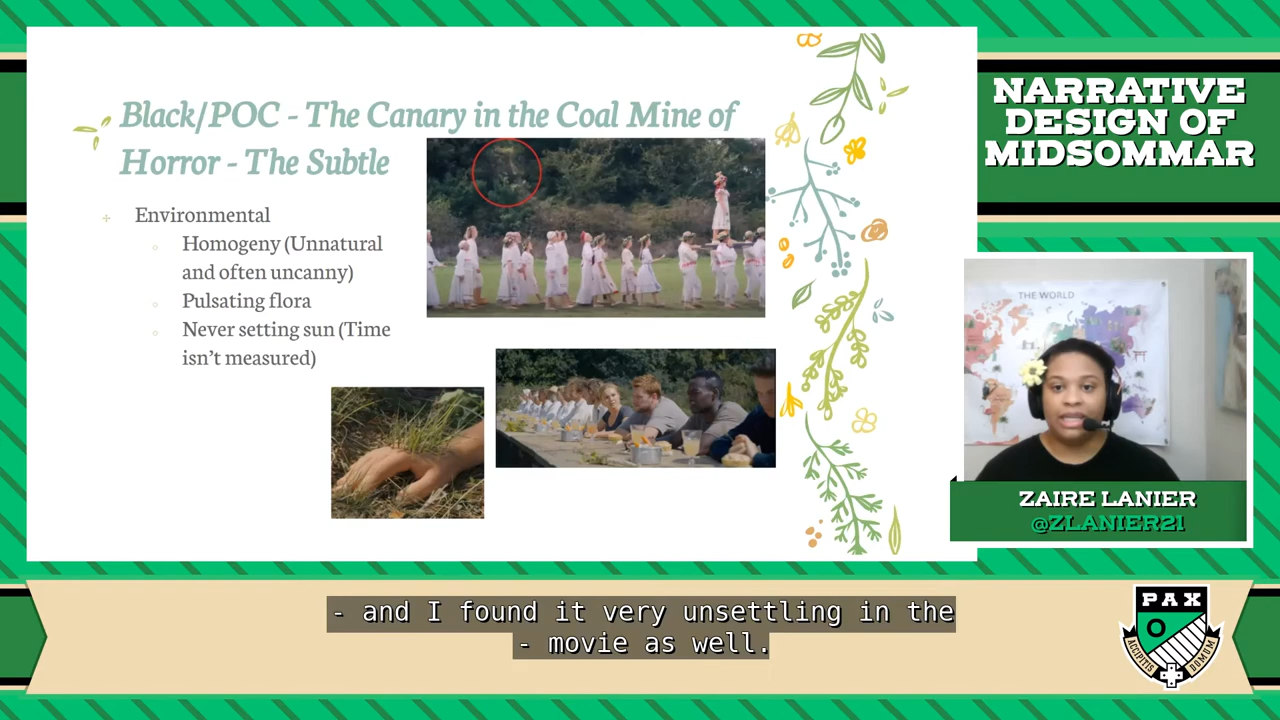 Black/POC - The Canary in the Coal Mine of
Horror - The Subtle
Environmental
Homogeny (Unnatural
and often uncanny)
Pulsating flora
Never setting sun (Time
isn't measured)
NARRATIVE
DESIGN OF
MIDSOMMAR
THE WORLD
ZAIRE LANIER
@ZLANIER21
- and I found it very unsettling in the
- movie as well.
PAX
ACCIPITIS
DOMUM